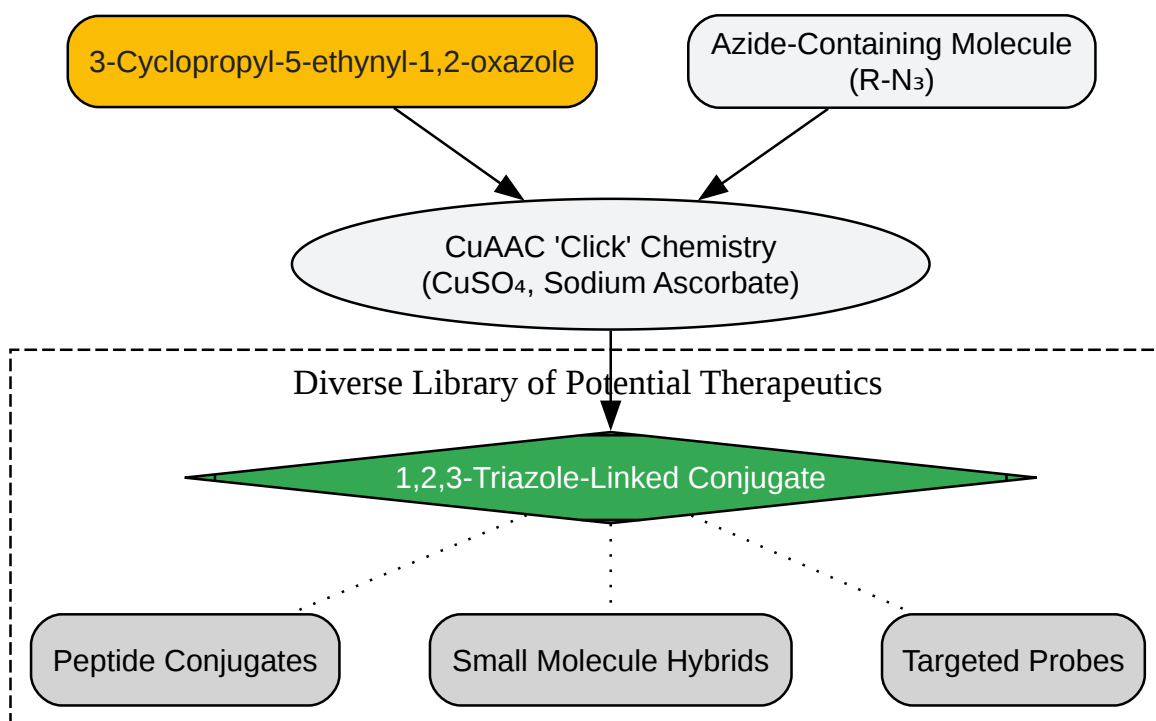 3-Cyclopropyl-5-ethynyl-1,2-oxazole
Azide-Containing Molecule
(R-N₃)
CuAAC 'Click' Chemistry
(CuSO₄, Sodium Ascorbate)
Diverse Library of Potential Therapeutics
1,2,3-Triazole-Linked Conjugate
Peptide Conjugates
Small Molecule Hybrids
Targeted Probes